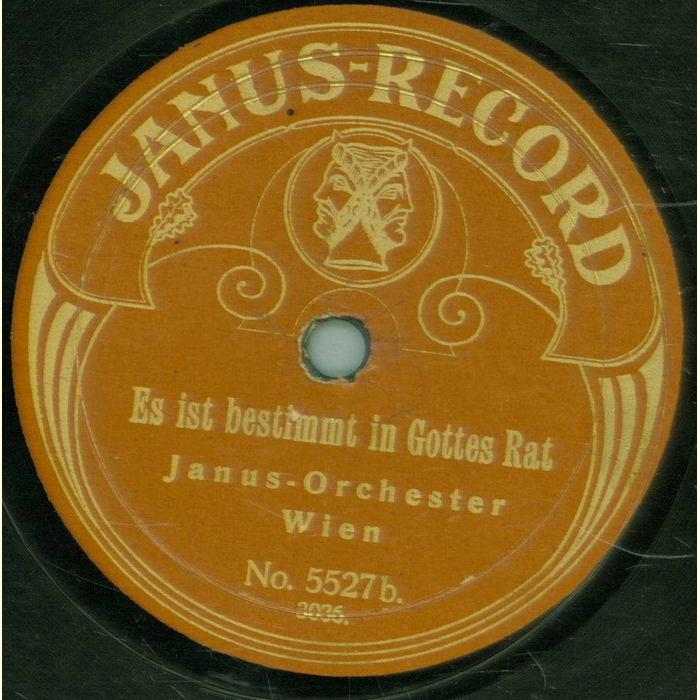 JANUS-RECORD
Es ist bestimmt in Gottes Rat
Janus-Orchester
Wien
No. 5527b.
3036.